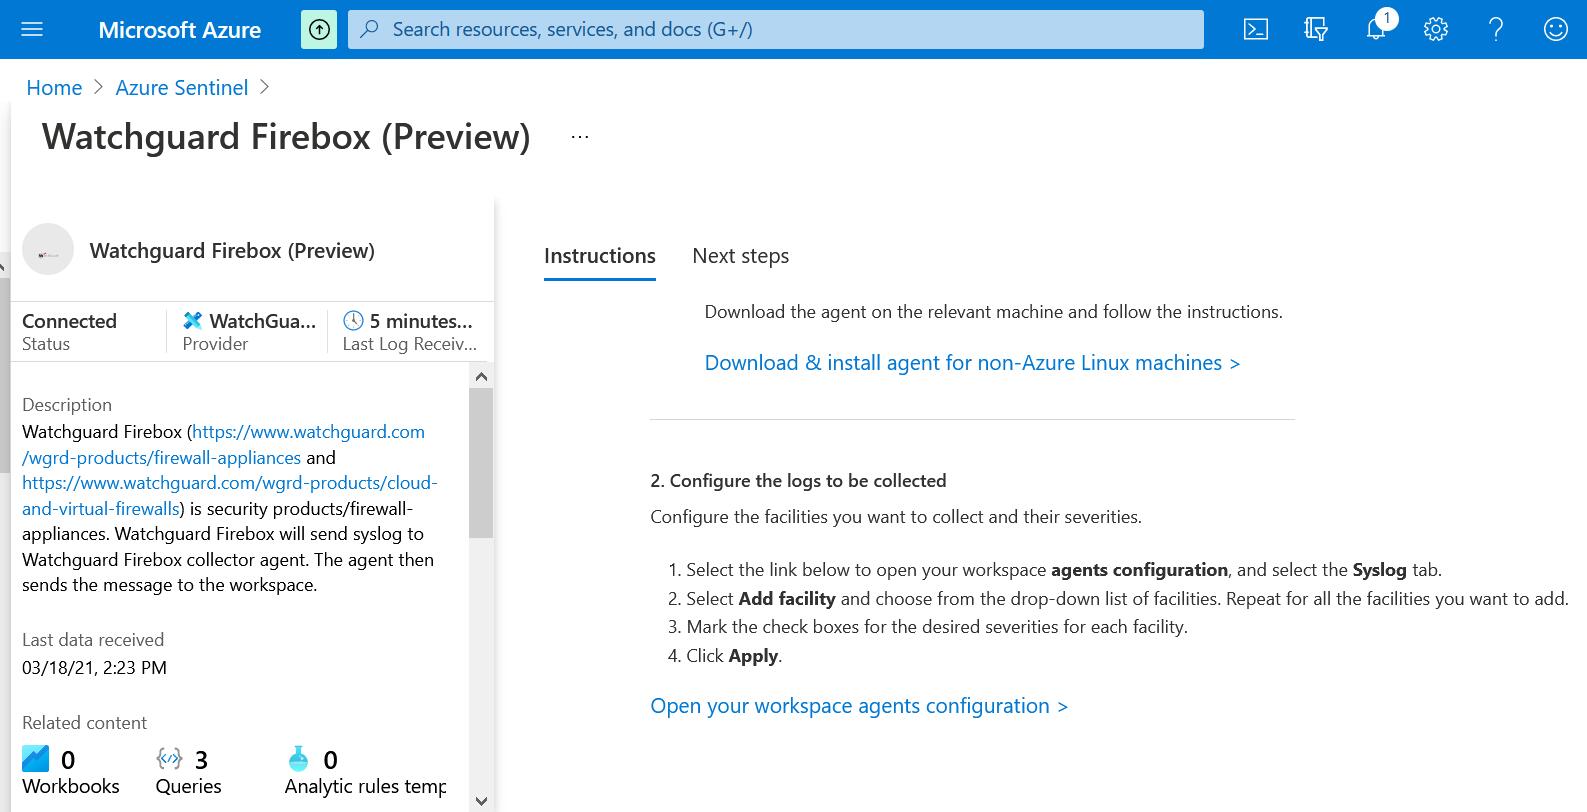 Microsoft Azure
Search resources, services, and docs (G+/)
1
Home > Azure Sentinel >
Watchguard Firebox (Preview) ...
Watchguard Firebox (Preview)
Connected
Status
WatchGua...
Provider
5 minutes...
Last Log Receiv...
Description
Watchguard Firebox (https://www.watchguard.com
/wgrd-products/firewall-appliances and
https://www.watchguard.com/wgrd-products/cloud-
and-virtual-firewalls) is security products/firewall-
appliances. Watchguard Firebox will send syslog to
Watchguard Firebox collector agent. The agent then
sends the message to the workspace.
Last data received
03/18/21, 2:23 PM
Related content
0
Workbooks
3
Queries
0
Analytic rules temp
Instructions
Next steps
Download the agent on the relevant machine and follow the instructions.
Download & install agent for non-Azure Linux machines >
2. Configure the logs to be collected
Configure the facilities you want to collect and their severities.
1. Select the link below to open your workspace agents configuration, and select the Syslog tab.
2. Select Add facility and choose from the drop-down list of facilities. Repeat for all the facilities you want to add.
3. Mark the check boxes for the desired severities for each facility.
4. Click Apply.
Open your workspace agents configuration >